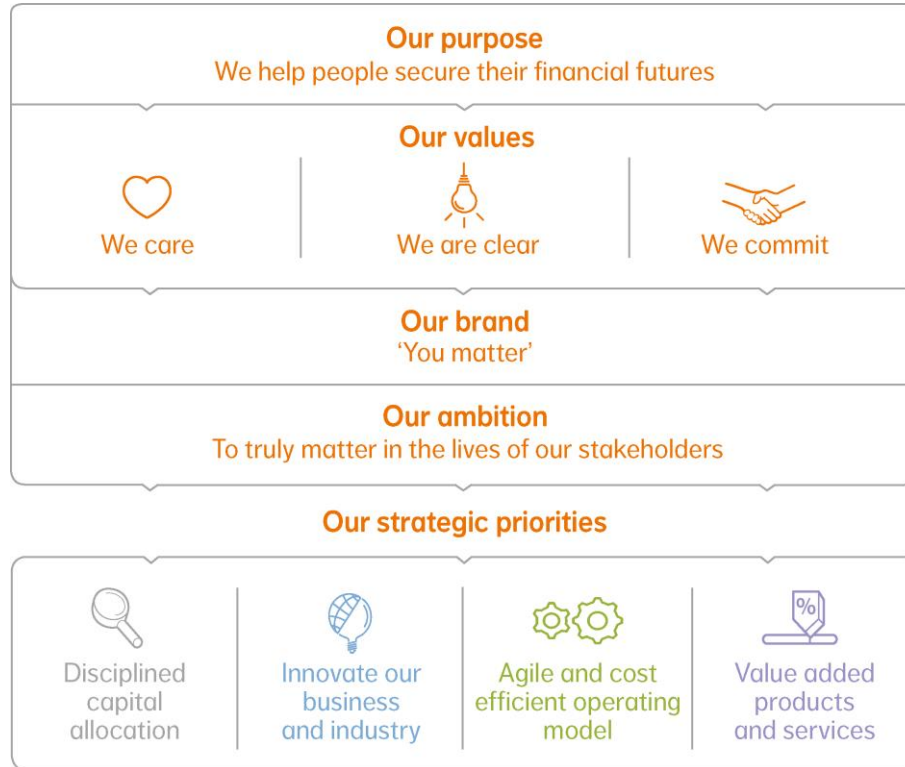 Our purpose
We help people secure their financial futures
Our values
We care
We are clear
We commit
Our brand
‘You matter’
Our ambition
To truly matter in the lives of our stakeholders
Our strategic priorities
Disciplined
capital
allocation
Innovate our
business
and industry
Agile and cost
efficient operating
model
%
Value added
products
and services